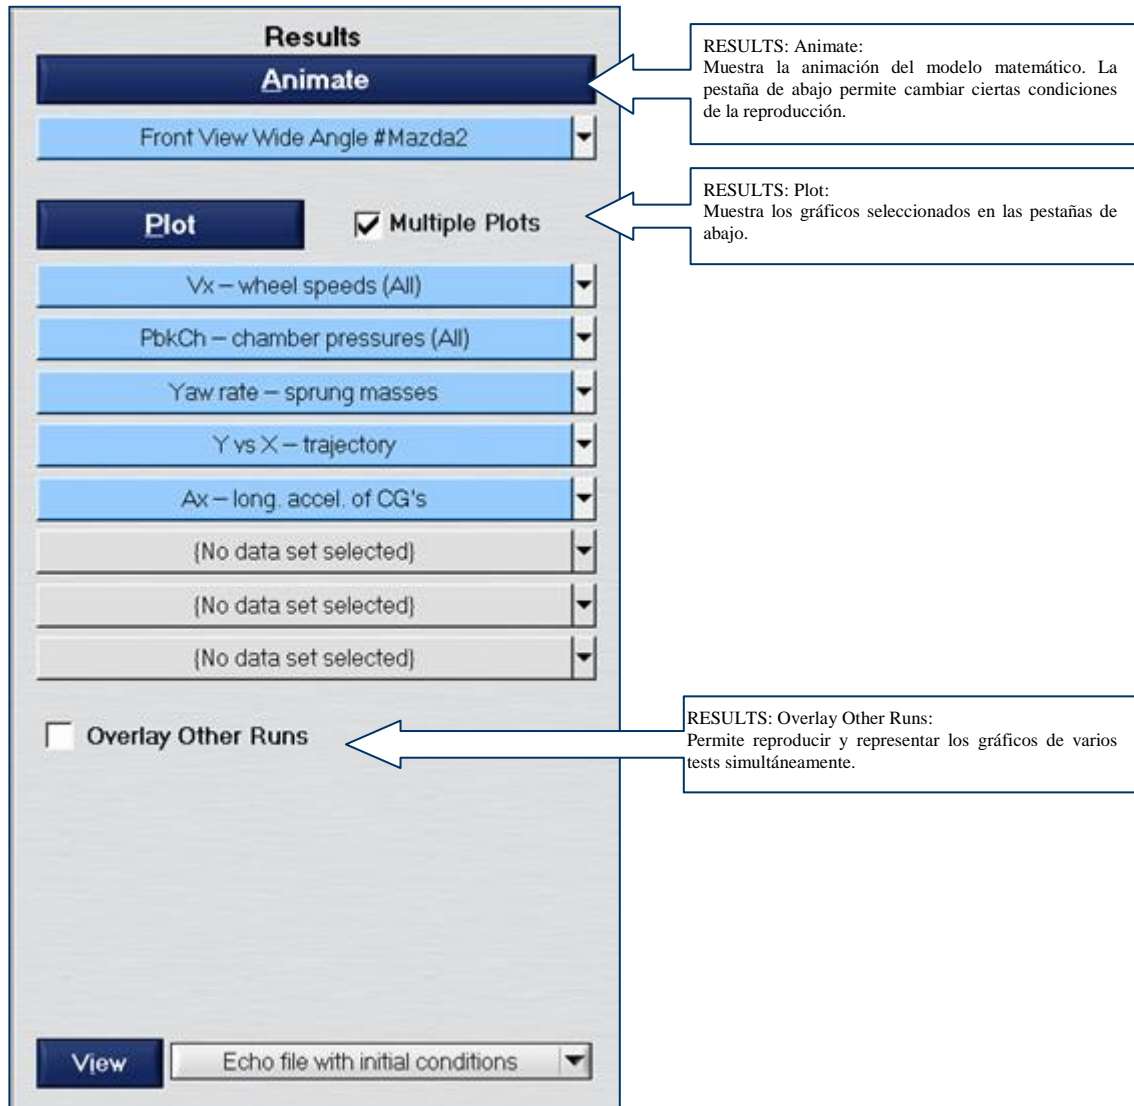 Results
Animate
Front View Wide Angle #Mazda2
Plot
Multiple Plots
Vx – wheel speeds (All)
PbkCh – chamber pressures (All)
Yaw rate – sprung masses
Y vs X – trajectory
Ax – long. accel. of CG's
{No data set selected}
{No data set selected}
{No data set selected}
Overlay Other Runs
View
Echo file with initial conditions
RESULTS: Animate:
Muestra la animación del modelo matemático. La
pestaña de abajo permite cambiar ciertas condiciones
de la reproducción.
RESULTS: Plot:
Muestra los gráficos seleccionados en las pestañas de
abajo.
RESULTS: Overlay Other Runs:
Permite reproducir y representar los gráficos de varios
tests simultáneamente.